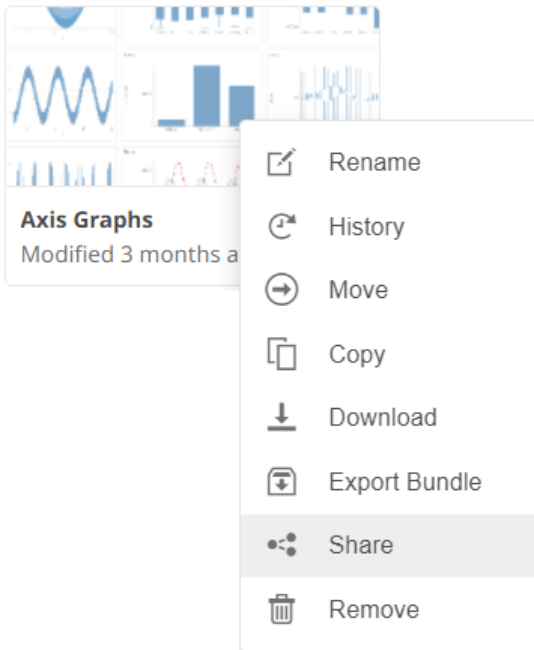 Axis Graphs
Modified 3 months a
Rename
History
Move
Copy
Download
Export Bundle
Share
Remove